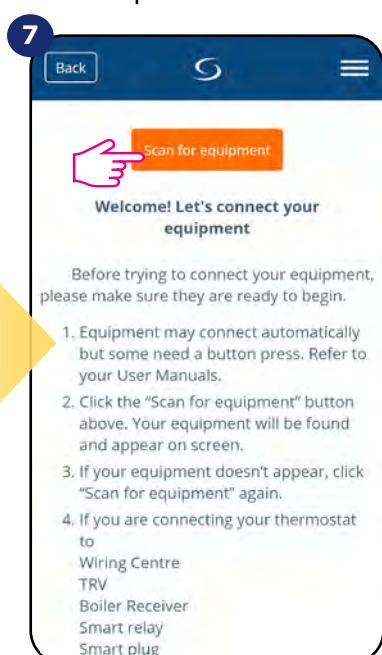 7
Back
Scan for equipment
Welcome! Let's connect your
equipment
Before trying to connect your equipment,
please make sure they are ready to begin.
1. Equipment may connect automatically
but some need a button press. Refer to
your User Manuals.
2. Click the “Scan for equipment” button
above. Your equipment will be found
and appear on screen.
3. If your equipment doesn't appear, click
“Scan for equipment” again.
4. If you are connecting your thermostat
to
Wiring Centre
TRV
Boiler Receiver
Smart relay
Smart plug